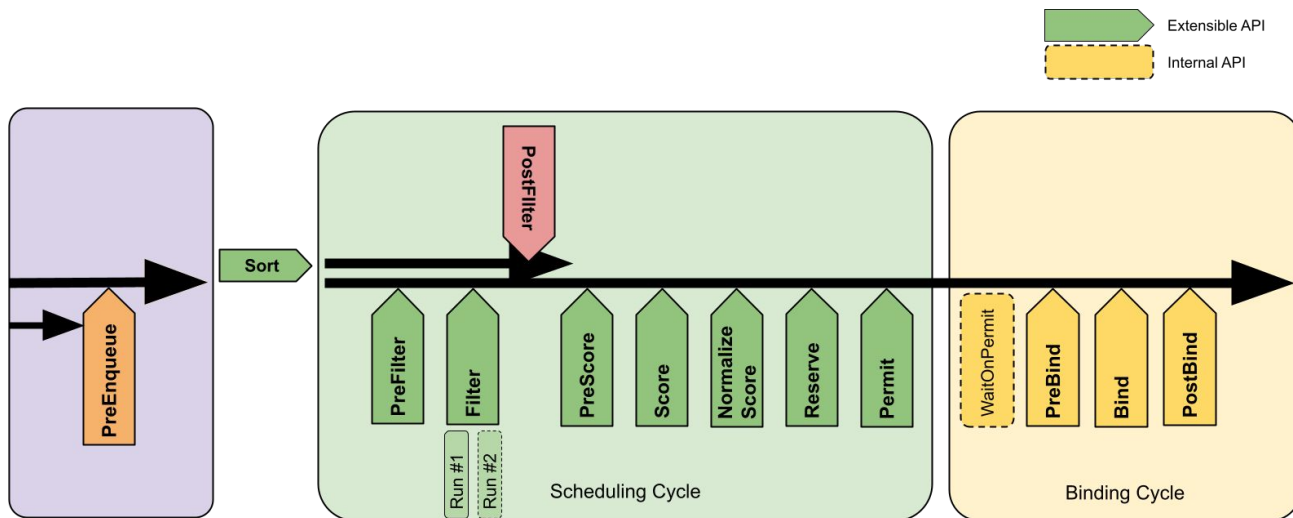 Extensible API
Internal API
PreEnqueue
Sort
PostFIlter
PreFilter
Filter
Run #1
Run #2
PreScore
Score
Normalize
Score
Reserve
Permit
Scheduling Cycle
WaitOnPermit
PreBind
Bind
PostBind
Binding Cycle